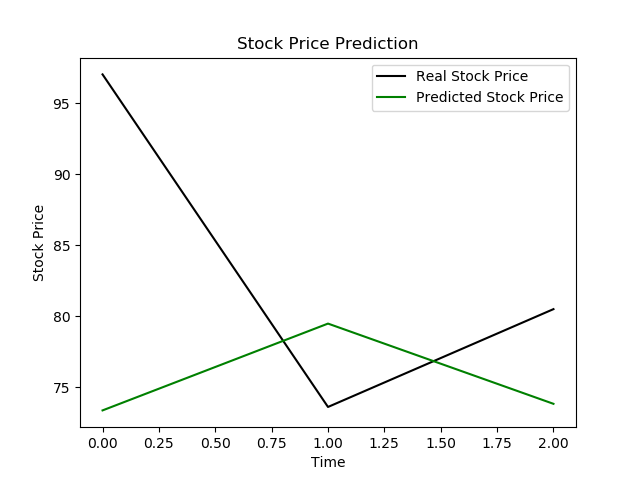 Stock Price Prediction
Real Stock Price
Predicted Stock Price
Stock Price
95
90
85
80
75
0.00 0.25 0.50 0.75 1.00 1.25 1.50 1.75 2.00
Time